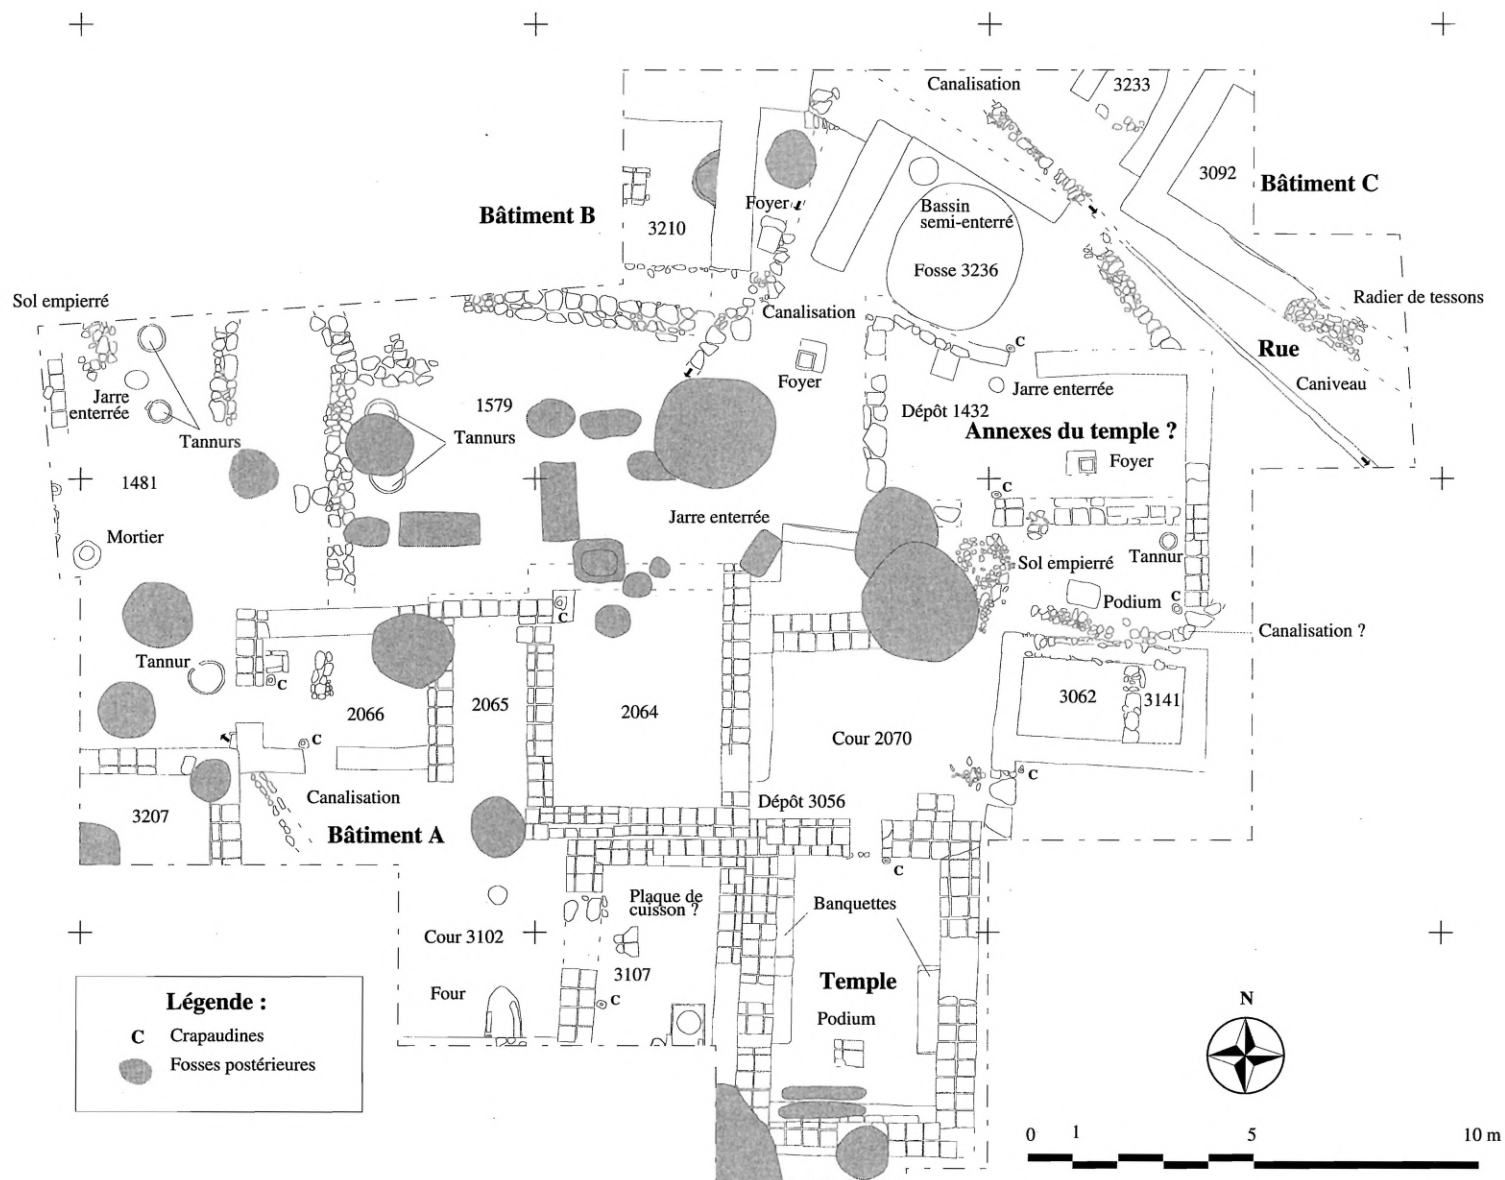 Canalisation
3233
3092
Bâtiment C
Bâtiment B
Foyer
Bassin
semi-enterré
3210
Fosse 3236
Sol empierré
Canalisation
Radier de tessons
Rue
Caniveau
Foyer
C
Jarre enterrée
Jarre
enterrée
Tannurs
1579
Tannurs
Dépôt 1432
Annexes du temple ?
Foyer
1481
C
Jarre enterrée
Mortier
Sol empierré
Tannur
Podium
C
C
Canalisation ?
Tannur
C
2066
2065
2064
3062
3141
Cour 2070
C
C
Canalisation
Dépôt 3056
3207
Bâtiment A
C
Plaque de
cuisson ?
Banquettes
Cour 3102
3107
Temple
Four
C
Podium
Légende :
C Crapaudines
Fosses postérieures
N
0 1 5 10 m